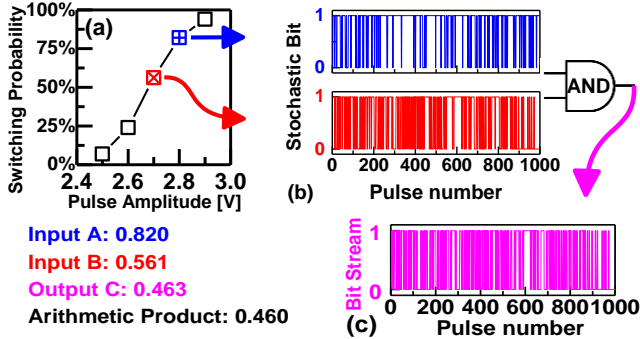 Switching Probability
100%
75%
50%
25%
0%
(a)
2.4 2.6 2.8 3.0
Pulse Amplitude [V]
Stochastic Bit
1
0
1
0
0 200 400 600 800 1000
(b) Pulse number
AND
Input A: 0.820
Input B: 0.561
Output C: 0.463
Arithmetic Product: 0.460
Bit Stream
1
0
0 200 400 600 800 1000
(c) Pulse number